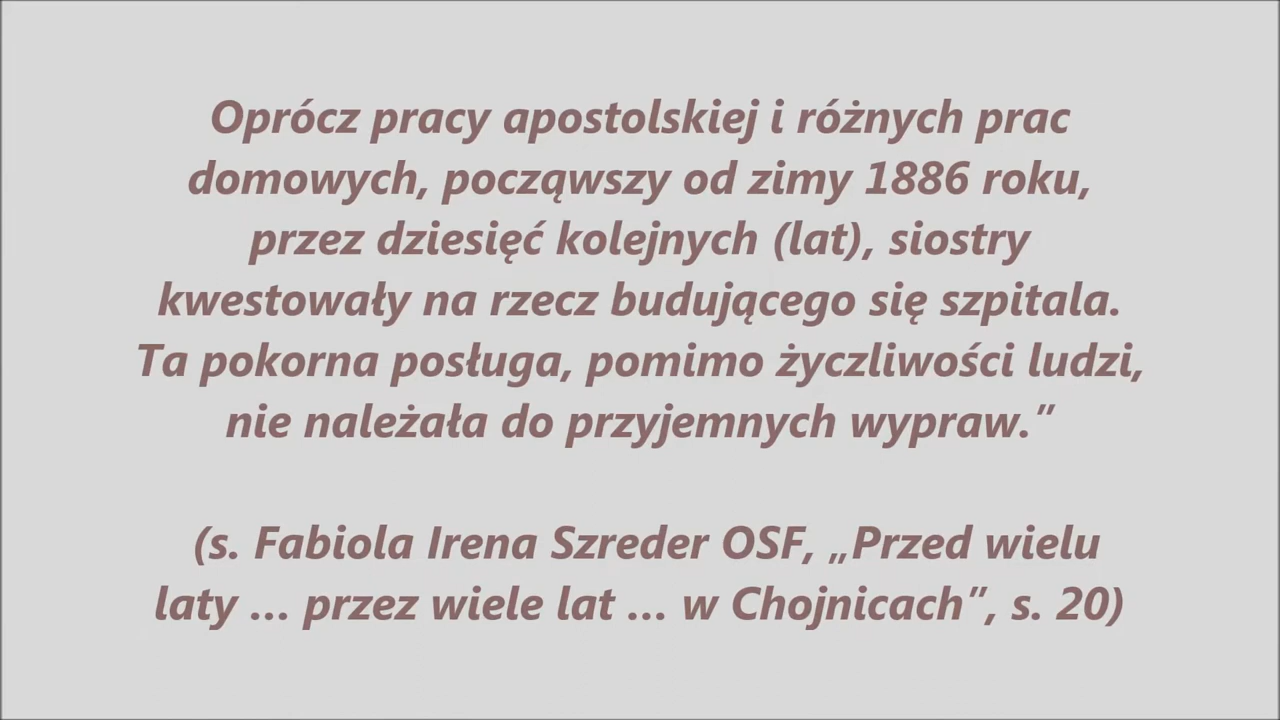 Oprócz pracy apostolskiej i różnych prac
domowych, począwszy od zimy 1886 roku,
przez dziesięć kolejnych (lat), siostry
kwestowały na rzecz budującego się szpitala.
Ta pokorna posługa, pomimo życzliwości ludzi,
nie należała do przyjemnych wypraw.”
(s. Fabiola Irena Szreder OSF, „Przed wielu
laty ... przez wiele lat ... w Chojnicach”, s. 20)